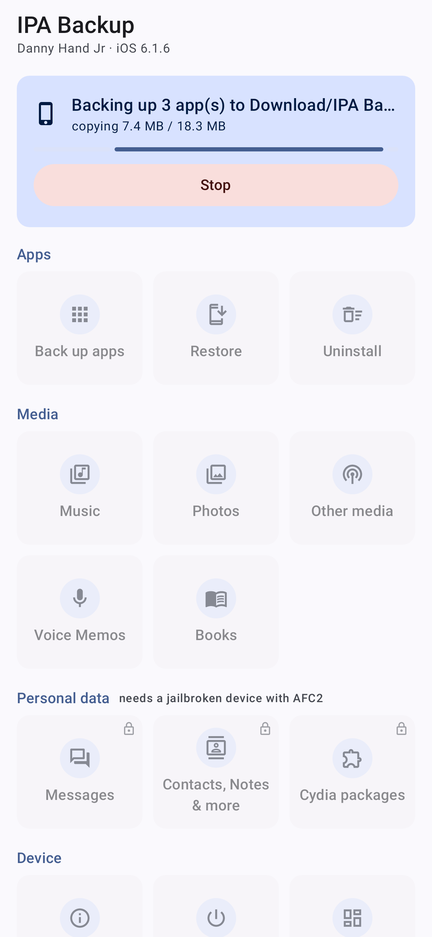 IPA Backup
Danny Hand Jr · iOS 6.1.6
Backing up 3 app(s) to Download/IPA Ba…
copying 7.4 MB / 18.3 MB
Stop
Apps
Back up apps
Restore
Uninstall
Media
Music
Photos
Other media
Voice Memos
Books
Personal data needs a jailbroken device with AFC2
Messages
Contacts, Notes
& more
Cydia packages
Device